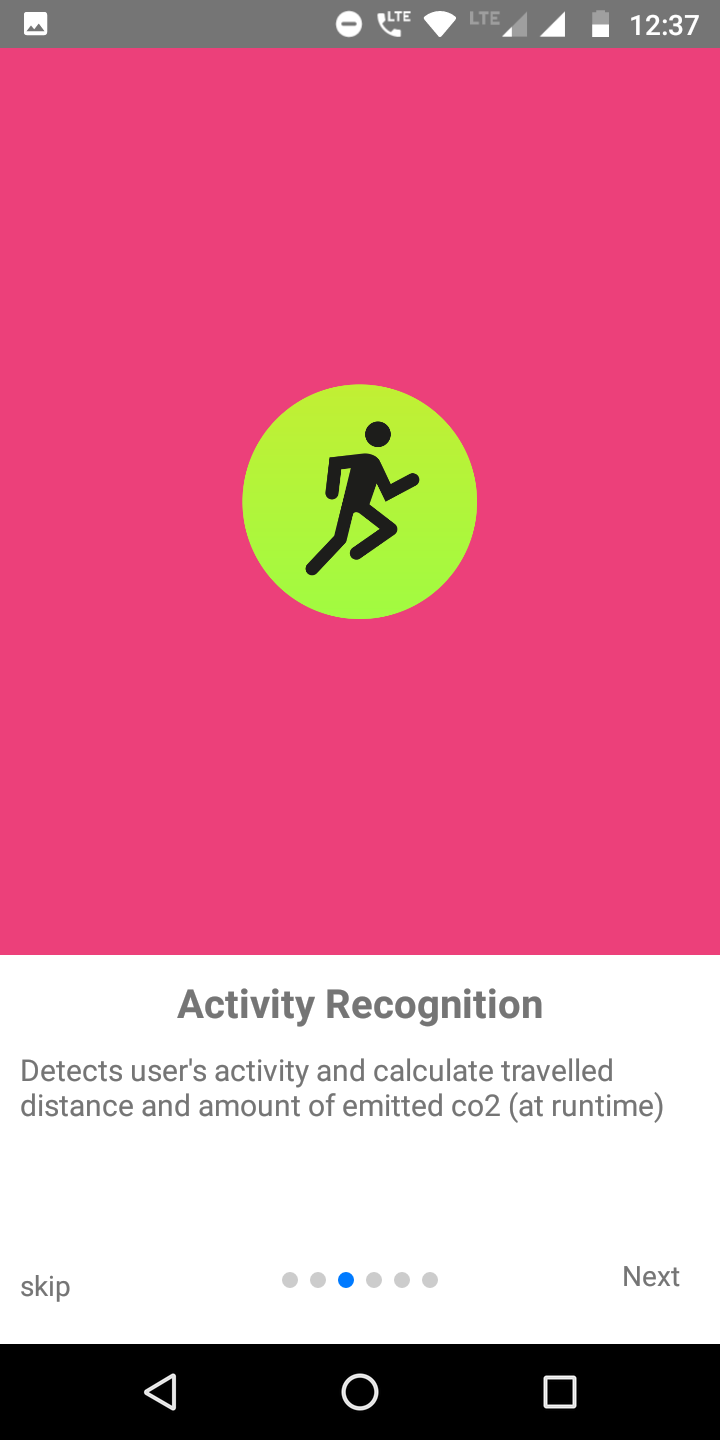 LTE LTE 12:37
Activity Recognition
Detects user's activity and calculate travelled
distance and amount of emitted co2 (at runtime)
skip
Next